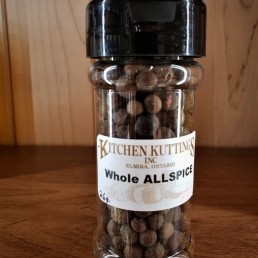 KITCHEN KUTTINGS
INC
ELMIRA, ONTARIO
Whole ALLSPICE